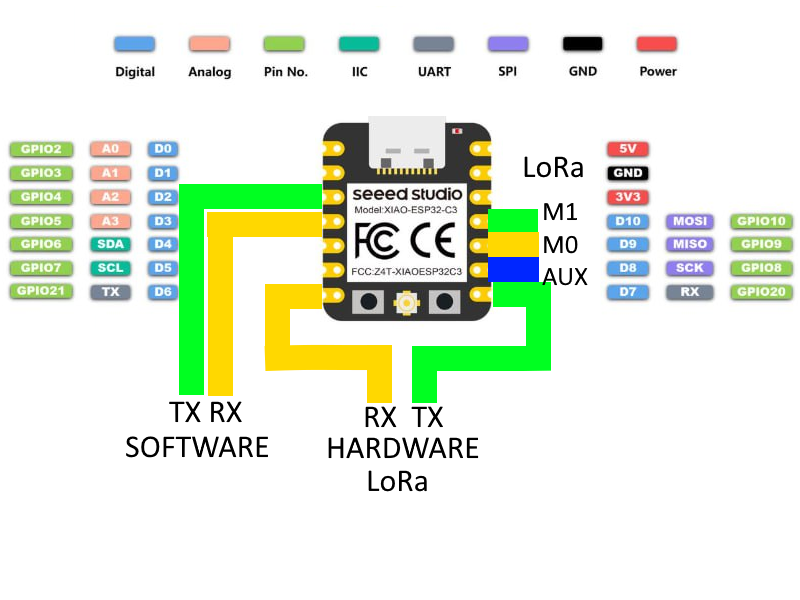 Digital Analog Pin No. IIC UART SPI GND Power
GPIO2 A0 D0
GPIO3 A1 D1
GPIO4 A2 D2
GPIO5 A3 D3
GPIO6 SDA D4
GPIO7 SCL D5
GPIO21 TX D6
seeed studio
Model:XIAO-ESP32-C3
FC CE
FCC:Z4T-XIAOESP32C3
LoRa
M1
M0
AUX
5V
GND
3V3
D10 MOSI GPIO10
D9 MISO GPIO9
D8 SCK GPIO8
D7 RX GPIO20
TX RX
SOFTWARE
RX TX
HARDWARE
LoRa